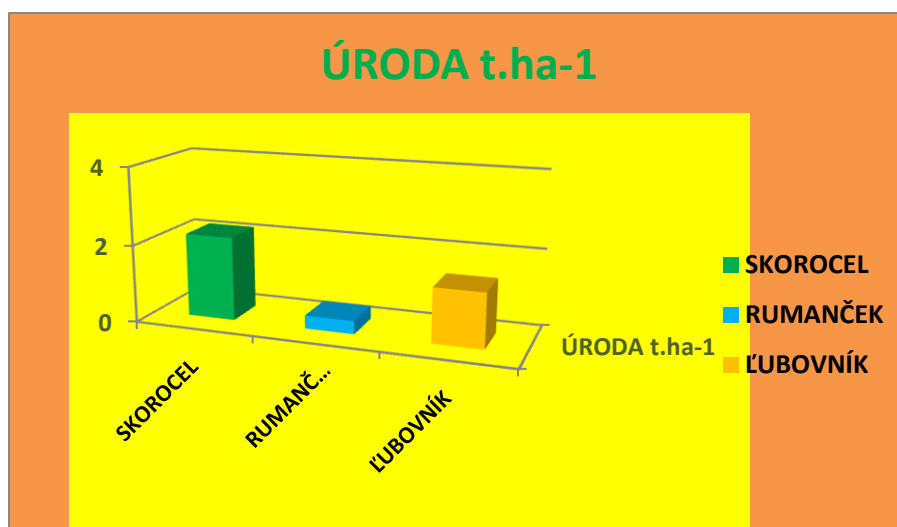 ÚRODA t.ha-1
4
2
0
SKOROCEL
RUMANČ...
ĽUBOVNÍK
ÚRODA t.ha-1
SKOROCEL
RUMANČEK
ĽUBOVNÍK